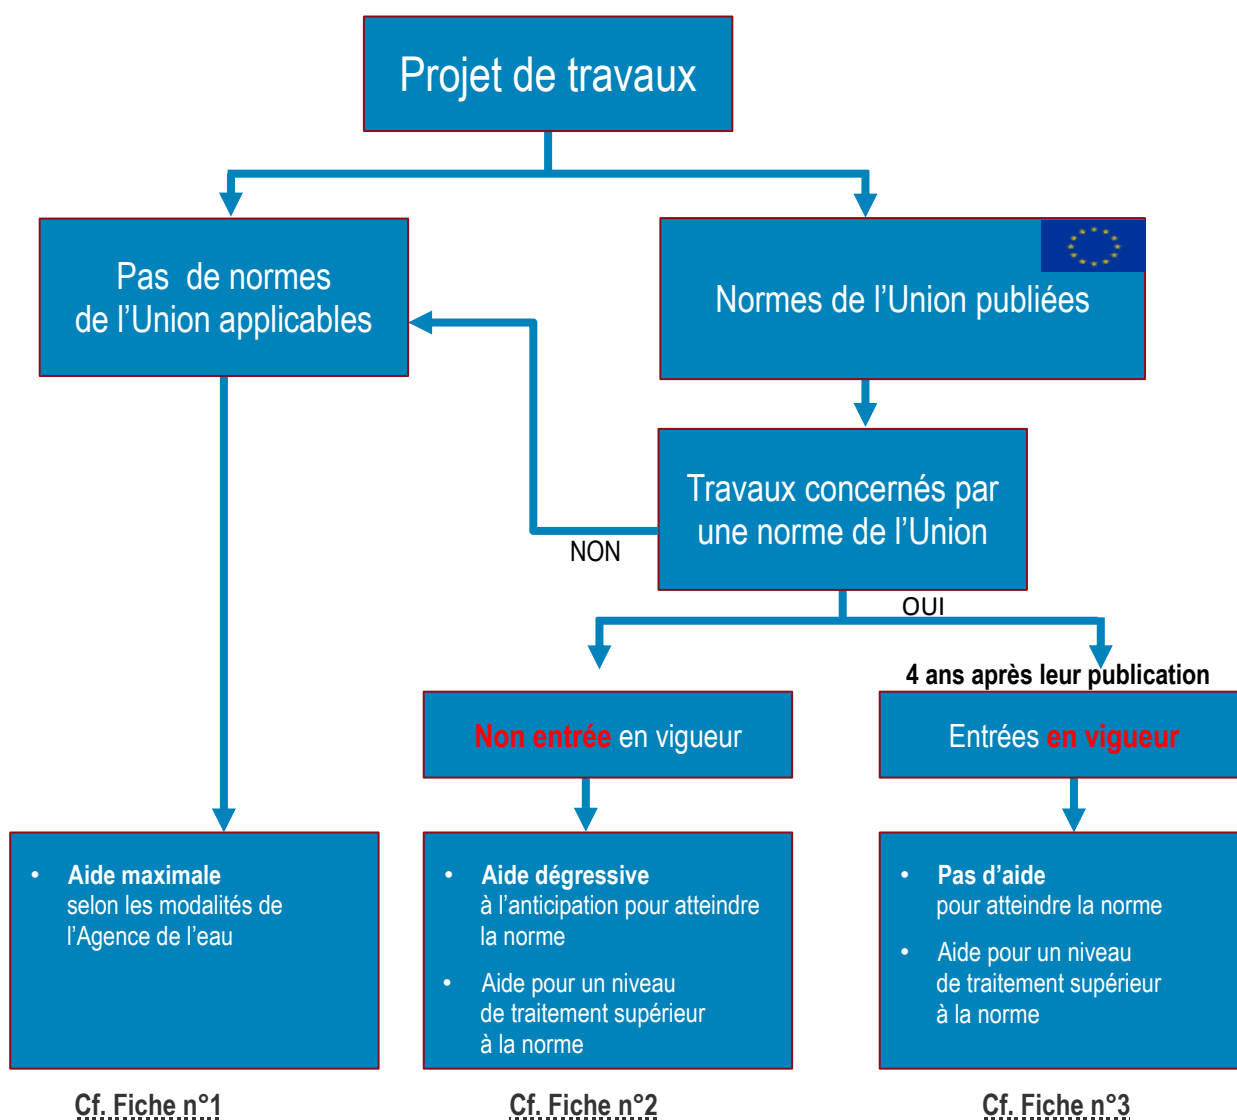 Projet de travaux
Pas de normes
de l’Union applicables
Normes de l’Union publiées
Travaux concernés par
une norme de l’Union
NON
OUI
4 ans après leur publication
Non entrée en vigueur
Entrées en vigueur
• Aide maximale
selon les modalités de
l’Agence de l’eau
• Aide dégressive
à l’anticipation pour atteindre
la norme
• Aide pour un niveau
de traitement supérieur
à la norme
• Pas d’aide
pour atteindre la norme
• Aide pour un niveau
de traitement supérieur
à la norme
Cf. Fiche n°1
Cf. Fiche n°2
Cf. Fiche n°3